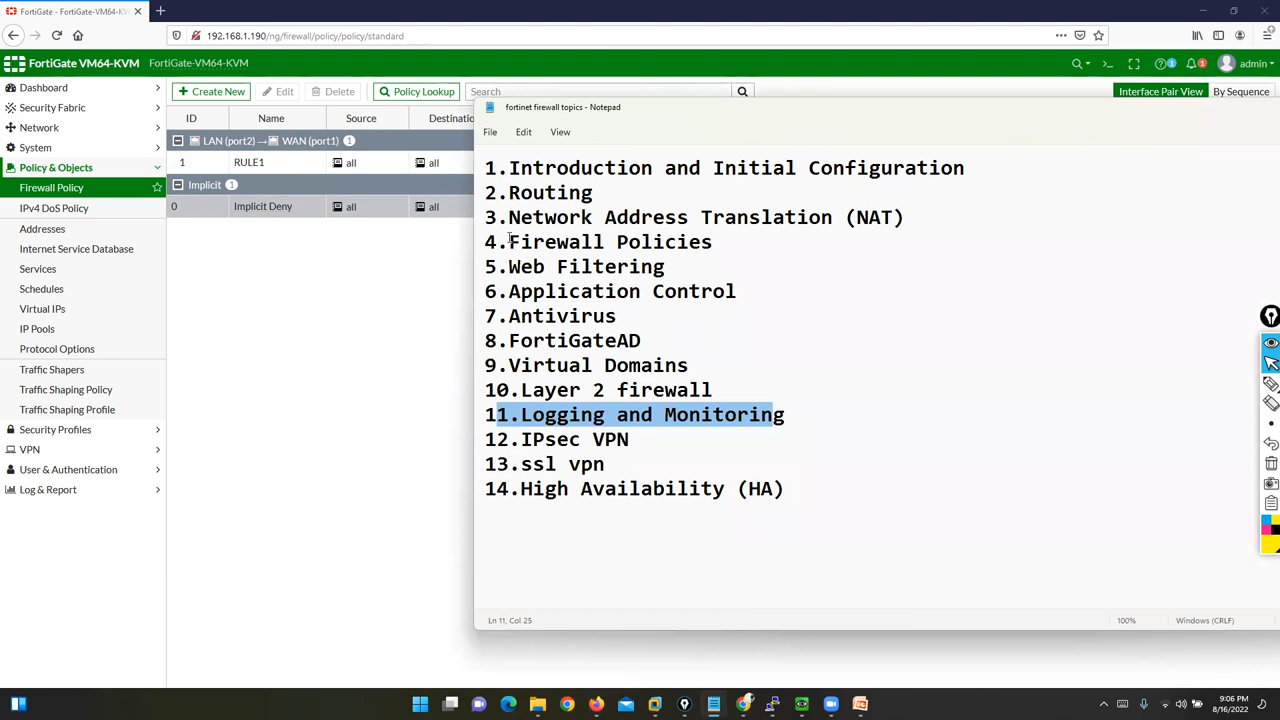 FortiGate - FortiGate-VM64-KV
192.168.1.190/ng/firewall/policy/policy/standard
FortiGate VM64-KVM
FortiGate-VM64-KVM
1
1
admin
Dashboard
Security Fabric
Network
System
Policy & Objects
Firewall Policy
IPv4 DoS Policy
Addresses
Internet Service Database
Services
Schedules
Virtual IPs
IP Pools
Protocol Options
Traffic Shapers
Traffic Shaping Policy
Traffic Shaping Profile
Security Profiles
VPN
User & Authentication
Log & Report
Create New
Edit
Delete
Policy Lookup
Search
Interface Pair View
By Sequence
ID Name Source Destinatio
LAN (port2) → WAN (port1) 1
1 RULE1 all all
Implicit 1
0 Implicit Deny all all
fortinet firewall topics - Notepad
File Edit View
1.Introduction and Initial Configuration
2.Routing
3.Network Address Translation (NAT)
4.Firewall Policies
5.Web Filtering
6.Application Control
7.Antivirus
8.FortiGateAD
9.Virtual Domains
10.Layer 2 firewall
11.Logging and Monitoring
12.IPsec VPN
13.ssl vpn
14.High Availability (HA)
Ln 11, Col 25
100%
Windows (CRLF)
9:06 PM
8/16/2022